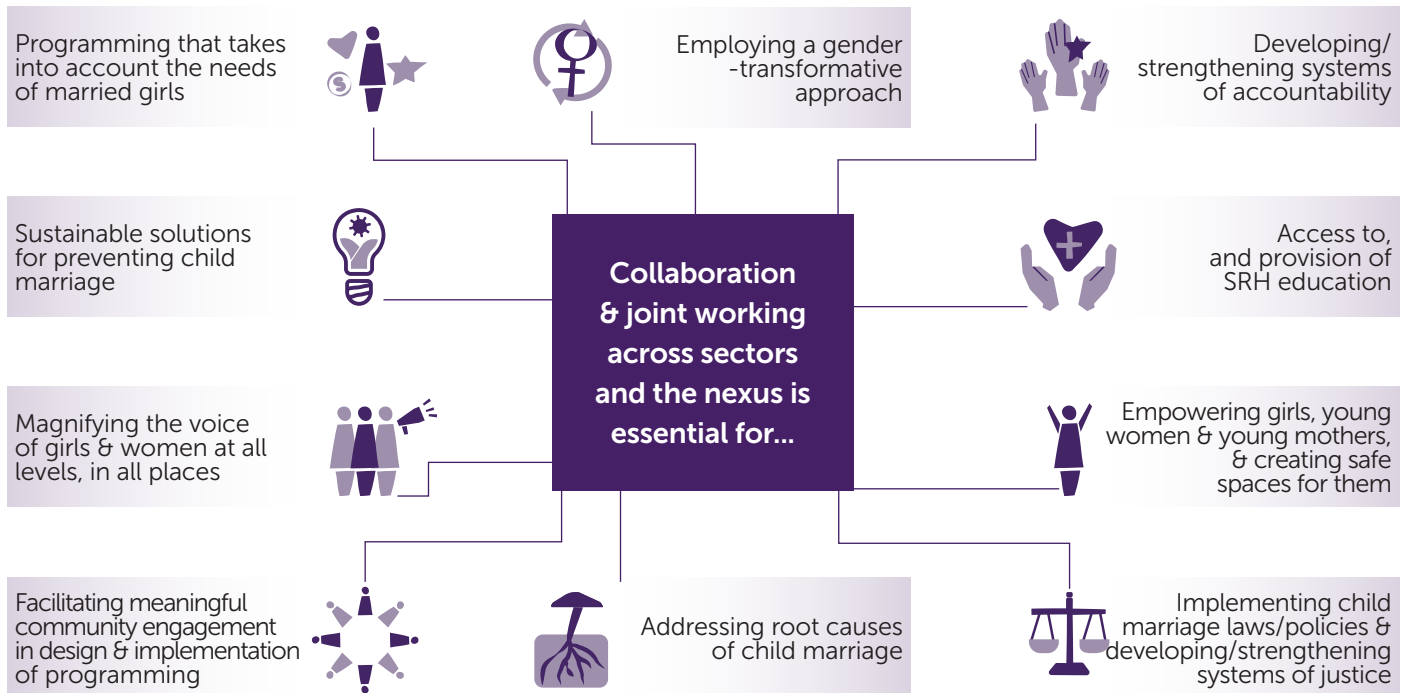 Programming that takes
into account the needs
of married girls
Employing a gender
-transformative
approach
Developing/
strengthening systems
of accountability
Sustainable solutions
for preventing child
marriage
Collaboration
& joint working
across sectors
and the nexus is
essential for...
Access to,
and provision of
SRH education
Magnifying the voice
of girls & women at all
levels, in all places
Empowering girls, young
women & young mothers,
& creating safe
spaces for them
Facilitating meaningful
community engagement
in design & implementation
of programming
Addressing root causes
of child marriage
Implementing child
marriage laws/policies &
developing/strengthening
systems of justice